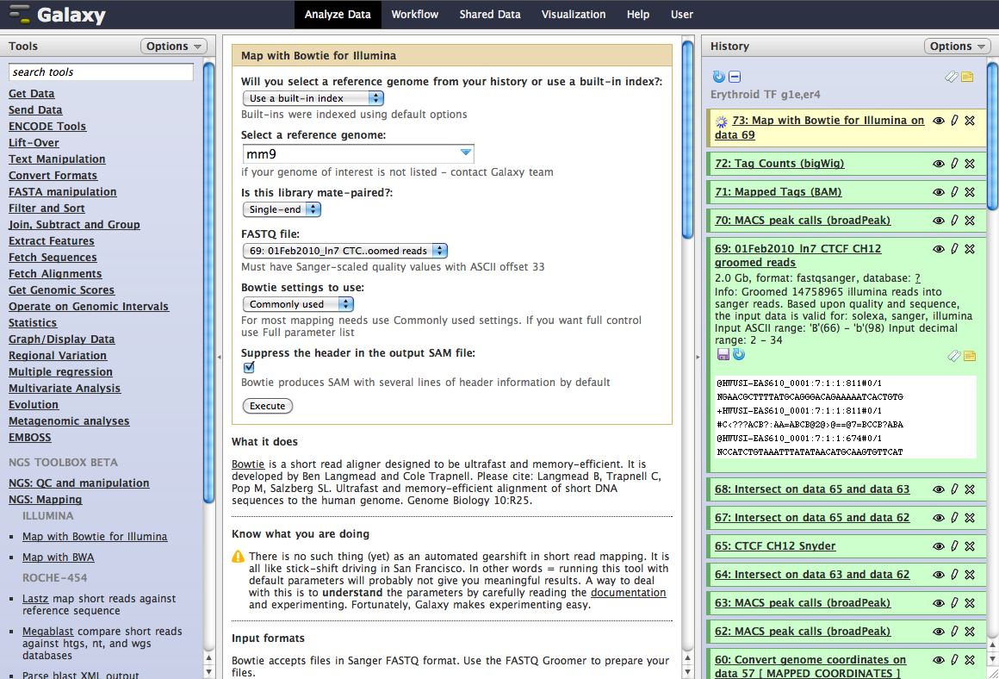 Galaxy
Analyze Data
Workflow
Shared Data
Visualization
Help
User
Tools
Options
search tools
Get Data
Send Data
ENCODE Tools
Lift-Over
Text Manipulation
Convert Formats
FASTA manipulation
Filter and Sort
Join, Subtract and Group
Extract Features
Fetch Sequences
Fetch Alignments
Get Genomic Scores
Operate on Genomic Intervals
Statistics
Graph/Display Data
Regional Variation
Multiple regression
Multivariate Analysis
Evolution
Metagenomic analyses
EMBOSS
NGS TOOLBOX BETA
NGS: QC and manipulation
NGS: Mapping
ILLUMINA
Map with Bowtie for Illumina
Map with BWA
ROCHE-454
Lastz map short reads against
reference sequence
Megablast compare short reads
against htgs, nt, and wgs
databases
Parse blast XML output
Map with Bowtie for Illumina
Will you select a reference genome from your history or use a built-in index?:
Use a built-in index
Built-ins were indexed using default options
Select a reference genome:
mm9
if your genome of interest is not listed - contact Galaxy team
Is this library mate-paired?:
Single-end
FASTQ file:
69: 01Feb2010_ln7 CTC..oomed reads
Must have Sanger-scaled quality values with ASCII offset 33
Bowtie settings to use:
Commonly used
For most mapping needs use Commonly used settings. If you want full control
use Full parameter list
Suppress the header in the output SAM file:
Bowtie produces SAM with several lines of header information by default
Execute
What it does
Bowtie is a short read aligner designed to be ultrafast and memory-efficient. It is
developed by Ben Langmead and Cole Trapnell. Please cite: Langmead B, Trapnell C,
Pop M, Salzberg SL. Ultrafast and memory-efficient alignment of short DNA
sequences to the human genome. Genome Biology 10:R25.
Know what you are doing
There is no such thing (yet) as an automated gearshift in short read mapping. It is
all like stick-shift driving in San Francisco. In other words = running this tool with
default parameters will probably not give you meaningful results. A way to deal
with this is to understand the parameters by carefully reading the documentation
and experimenting. Fortunately, Galaxy makes experimenting easy.
Input formats
Bowtie accepts files in Sanger FASTQ format. Use the FASTQ Groomer to prepare your
files.
History
Options
Erythroid TF g1e,er4
73: Map with Bowtie for Illumina on
data 69
72: Tag Counts (bigWig)
71: Mapped Tags (BAM)
70: MACS peak calls (broadPeak)
69: 01Feb2010_ln7 CTCF CH12
groomed reads
2.0 Gb, format: fastqsanger, database: ?
Info: Groomed 14758965 illumina reads into
sanger reads. Based upon quality and sequence,
the input data is valid for: solexa, sanger, illumina
Input ASCII range: 'B'(66) - 'b'(98) Input decimal
range: 2 - 34
@HWUSI-EAS610_0001:7:1:1:811#0/1
NGAACGCTTTTATGCAGGGACAGAAAAATCACTGTG
+HWUSI-EAS610_0001:7:1:1:811#0/1
#C<???ACB?:AA=ABCB@2@>@==@7=BCCB?ABA
@HWUSI-EAS610_0001:7:1:1:674#0/1
NCCATCTGTAAATTTATATAACATGCAAGTGTTCAT
68: Intersect on data 65 and data 63
67: Intersect on data 65 and data 62
65: CTCF CH12 Snyder
64: Intersect on data 63 and data 62
63: MACS peak calls (broadPeak)
62: MACS peak calls (broadPeak)
60: Convert genome coordinates on
data 57 [ MAPPED COORDINATES ]